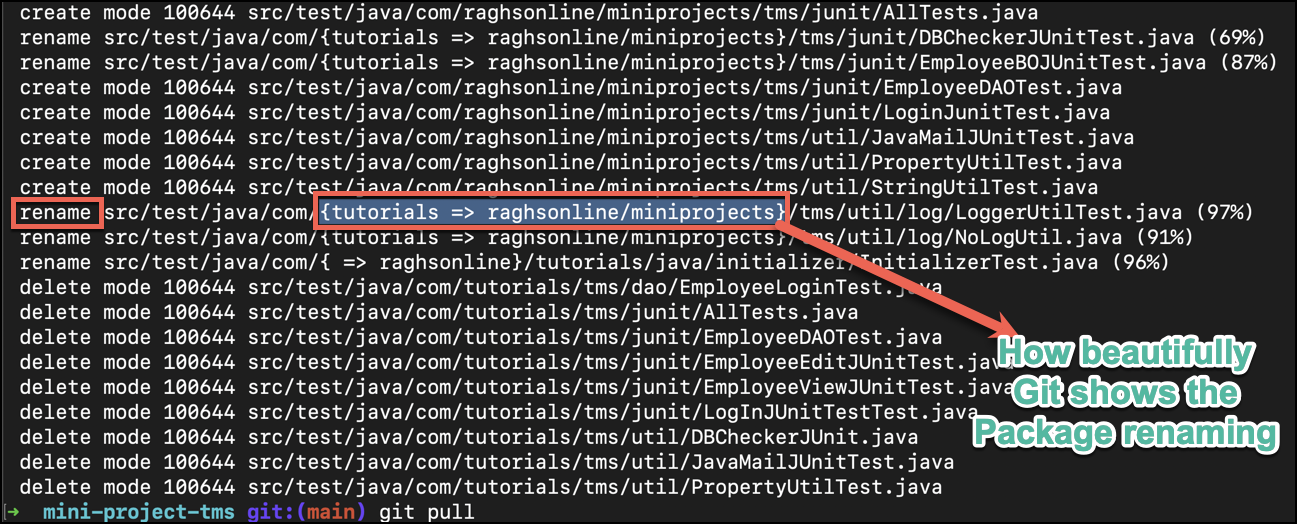 create mode 100644 src/test/java/com/raghsonline/miniprojects/tms/junit/AllTests.java
rename src/test/java/com/{tutorials => raghsonline/miniprojects}/tms/junit/DBCheckerJUnitTest.java (69%)
rename src/test/java/com/{tutorials => raghsonline/miniprojects}/tms/junit/EmployeeBOJUnitTest.java (87%)
create mode 100644 src/test/java/com/raghsonline/miniprojects/tms/junit/EmployeeDAOTest.java
create mode 100644 src/test/java/com/raghsonline/miniprojects/tms/junit/LoginJunitTest.java
create mode 100644 src/test/java/com/raghsonline/miniprojects/tms/util/JavaMailJUnitTest.java
create mode 100644 src/test/java/com/raghsonline/miniprojects/tms/util/PropertyUtilTest.java
create mode 100644 src/test/java/com/raghsonline/miniprojects/tms/util/StringUtilTest.java
rename src/test/java/com/{tutorials => raghsonline/miniprojects}/tms/util/log/LoggerUtilTest.java (97%)
rename src/test/java/com/{tutorials => raghsonline/miniprojects}/tms/util/log/NoLogUtil.java (91%)
rename src/test/java/com/{ => raghsonline}/tutorials/java/initializer/InitializerTest.java (96%)
delete mode 100644 src/test/java/com/tutorials/tms/dao/EmployeeLoginTest.java
delete mode 100644 src/test/java/com/tutorials/tms/junit/AllTests.java
delete mode 100644 src/test/java/com/tutorials/tms/junit/EmployeeDAOTest.java
delete mode 100644 src/test/java/com/tutorials/tms/junit/EmployeeEditJUnitTest.java
delete mode 100644 src/test/java/com/tutorials/tms/junit/EmployeeViewJUnitTest.java
delete mode 100644 src/test/java/com/tutorials/tms/junit/LogInJUnitTestTest.java
delete mode 100644 src/test/java/com/tutorials/tms/util/DBCheckerJUnit.java
delete mode 100644 src/test/java/com/tutorials/tms/util/JavaMailJUnitTest.java
delete mode 100644 src/test/java/com/tutorials/tms/util/PropertyUtilTest.java
➜ mini-project-tms git:(main) git pull
How beautifully
Git shows the
Package renaming